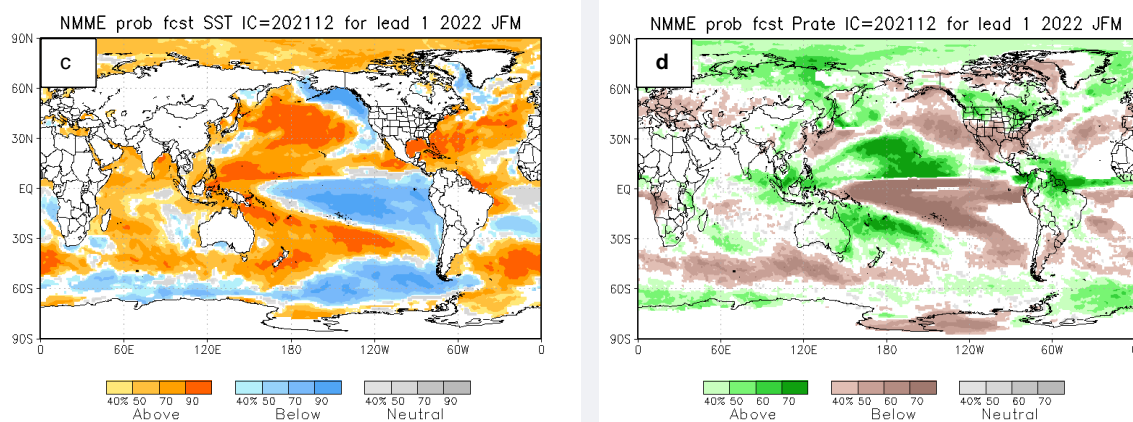 NMME prob fcst SST IC=202112 for lead 1 2022 JFM
c
90N
60N
30N
EQ
30S
60S
90S
0 60E 120E 180 120W 60W 0
40% 50 70 90
Above
40% 50 70 90
Below
40% 50 70 90
Neutral
NMME prob fcst Prate IC=202112 for lead 1 2022 JFM
d
90N
60N
30N
EQ
30S
60S
90S
0 60E 120E 180 120W 60W 0
40% 50 60 70
Above
40% 50 60 70
Below
40% 50 60 70
Neutral